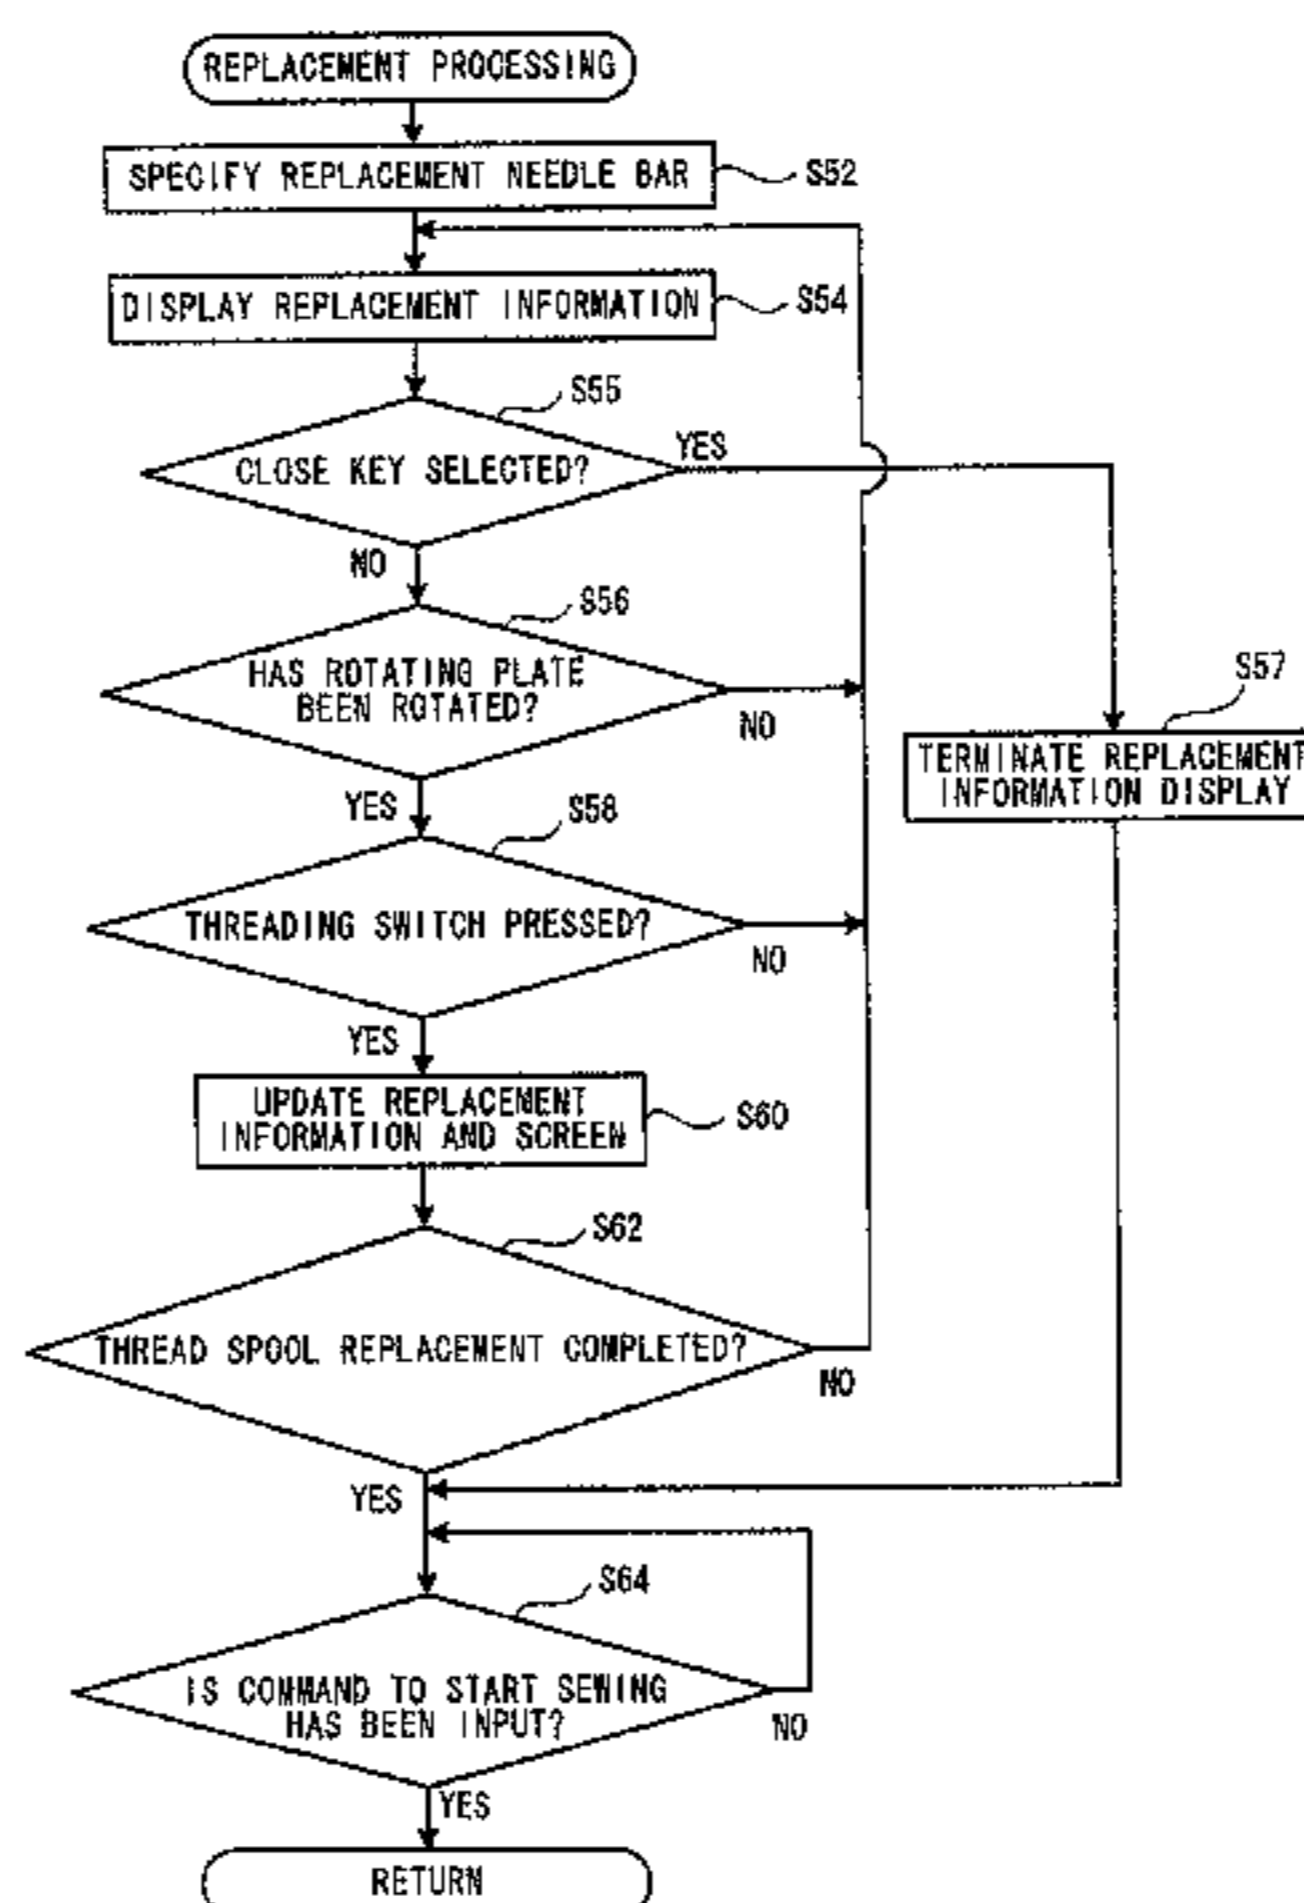 REPLACEMENT PROCESSING
SPECIFY REPLACEMENT NEEDLE BAR
S52
DISPLAY REPLACEMENT INFORMATION
S54
S55
CLOSE KEY SELECTED?
YES
NO
S56
HAS ROTATING PLATE
BEEN ROTATED?
NO
YES
S57
TERMINATE REPLACEMENT
INFORMATION DISPLAY
S58
THREADING SWITCH PRESSED?
NO
YES
UPDATE REPLACEMENT
INFORMATION AND SCREEN
S60
S62
THREAD SPOOL REPLACEMENT COMPLETED?
NO
YES
S64
IS COMMAND TO START SEWING
HAS BEEN INPUT?
NO
YES
RETURN